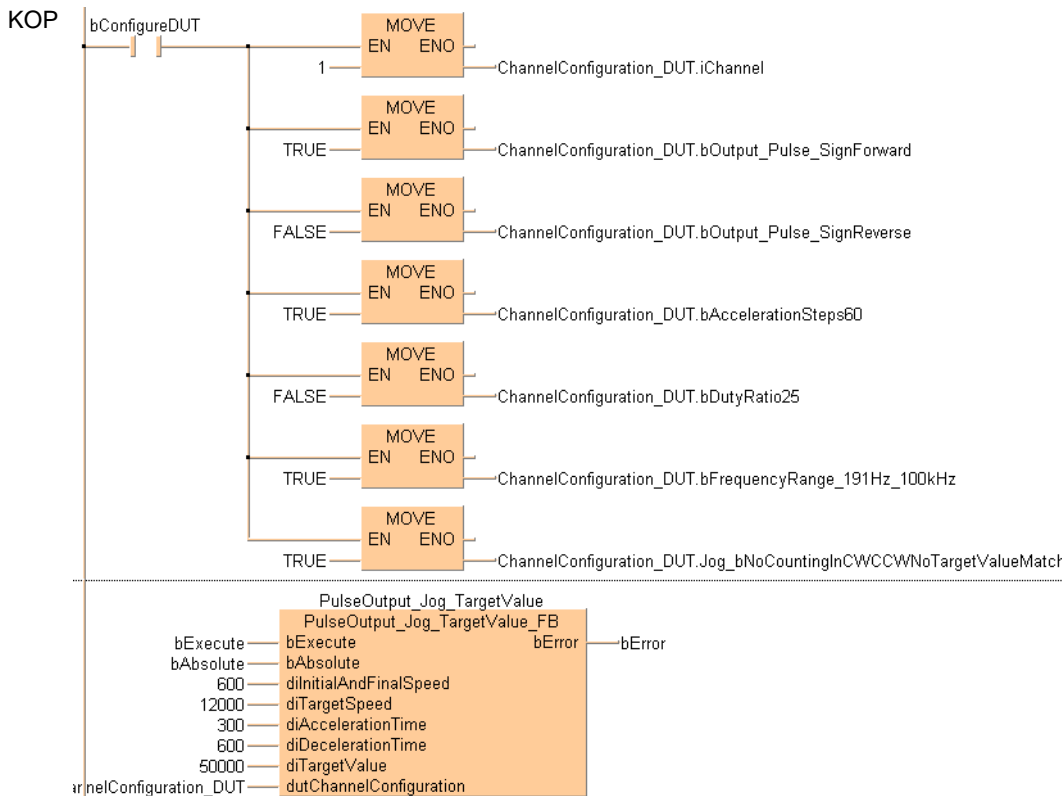 KOP
bConfigureDUT
MOVE
EN ENO
1 ChannelConfiguration_DUT.iChannel
MOVE
EN ENO
TRUE ChannelConfiguration_DUT.bOutput_Pulse_SignForward
MOVE
EN ENO
FALSE ChannelConfiguration_DUT.bOutput_Pulse_SignReverse
MOVE
EN ENO
TRUE ChannelConfiguration_DUT.bAccelerationSteps60
MOVE
EN ENO
FALSE ChannelConfiguration_DUT.bDutyRatio25
MOVE
EN ENO
TRUE ChannelConfiguration_DUT.bFrequencyRange_191Hz_100kHz
MOVE
EN ENO
TRUE ChannelConfiguration_DUT.Jog_bNoCountingInCWCCWNoTargetValueMatch
PulseOutput_Jog_TargetValue
PulseOutput_Jog_TargetValue_FB
bExecute bExecute bError bError
bAbsolute bAbsolute
600 diInitialAndFinalSpeed
12000 diTargetSpeed
300 diAccelerationTime
600 diDecelerationTime
50000 diTargetValue
nelConfiguration_DUT dutChannelConfiguration